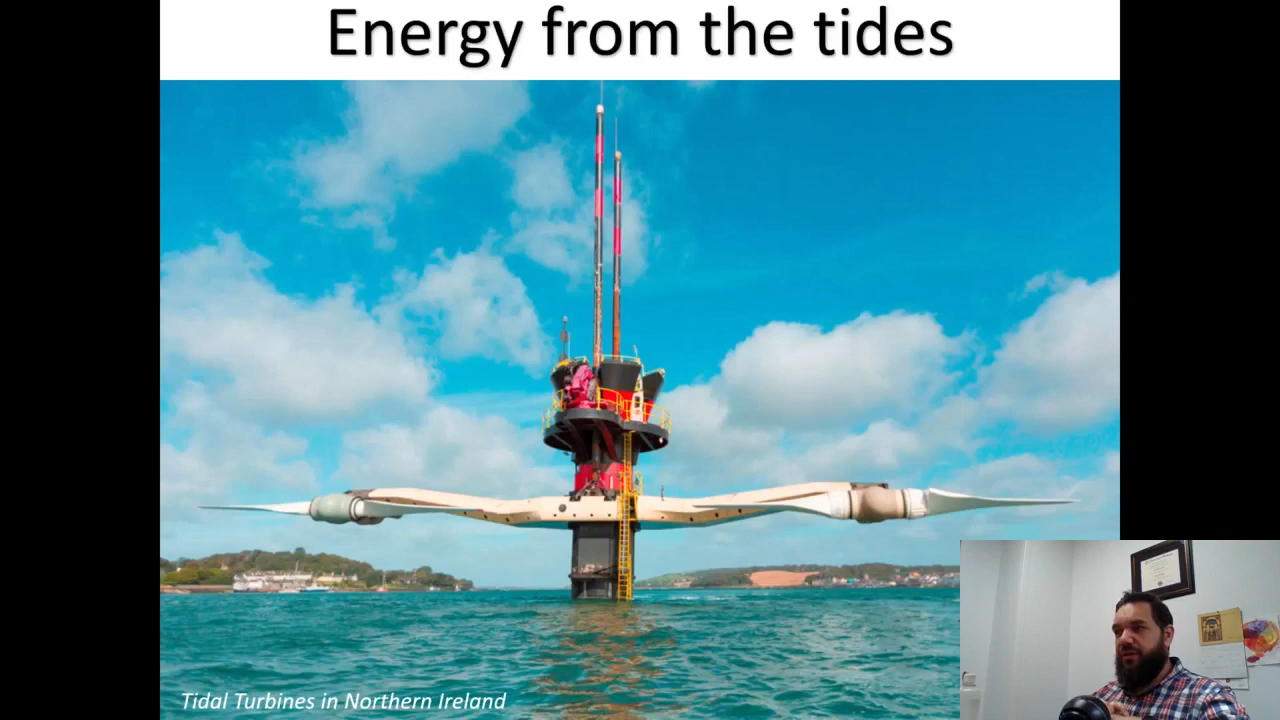 Energy from the tides
Tidal Turbines in Northern Ireland